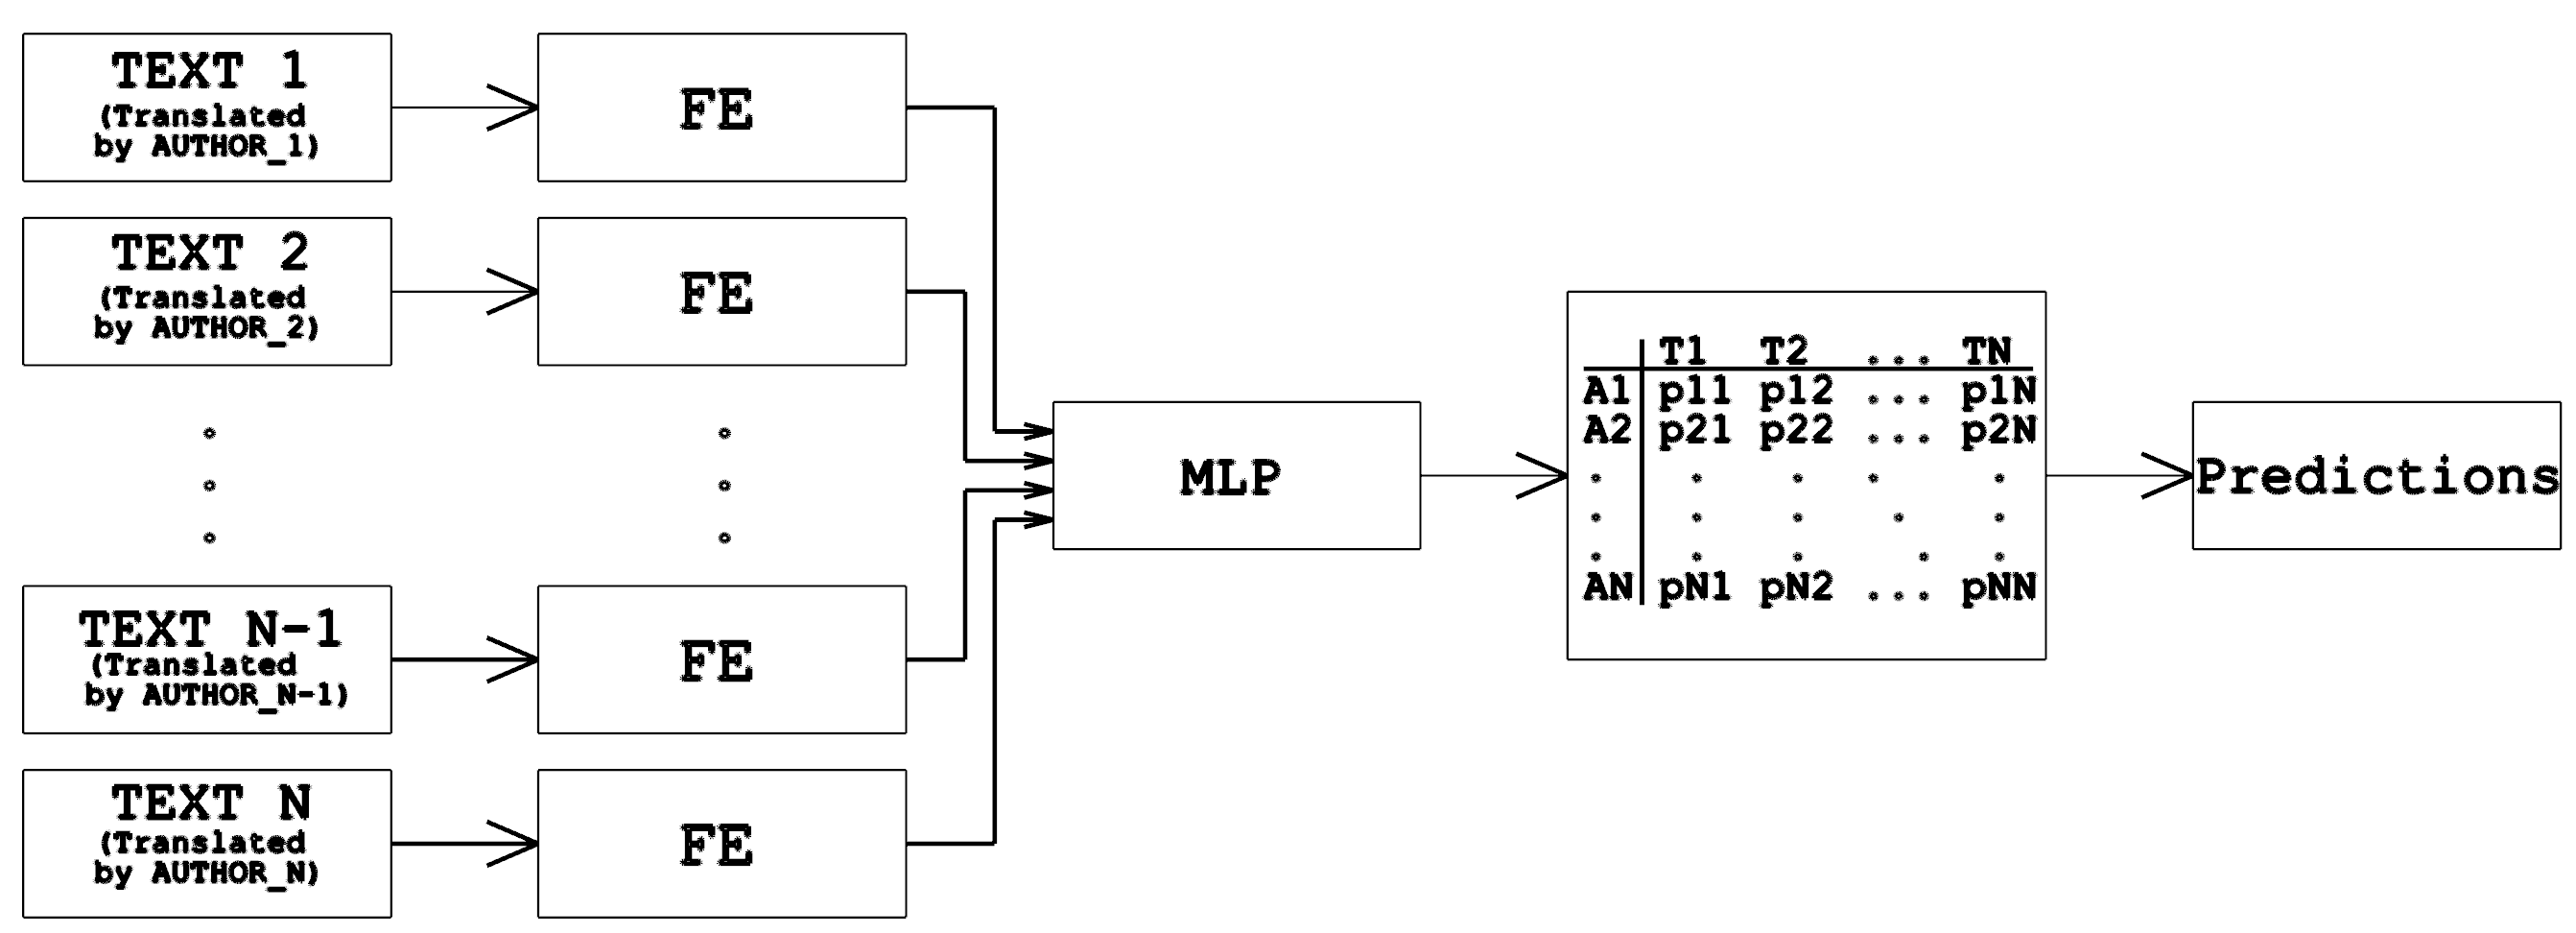 TEXT 1
(Translated
by AUTHOR_1)
FE
TEXT 2
(Translated
by AUTHOR_2)
FE
.
.
.
.
.
.
TEXT N-1
(Translated
by AUTHOR_N-1)
FE
TEXT N
(Translated
by AUTHOR_N)
FE
MLP
T1 T2 ... TN
A1 p11 p12 ... p1N
A2 p21 p22 ... p2N
. . . . .
. . . . .
. . . . .
AN pN1 pN2 ... pNN
Predictions